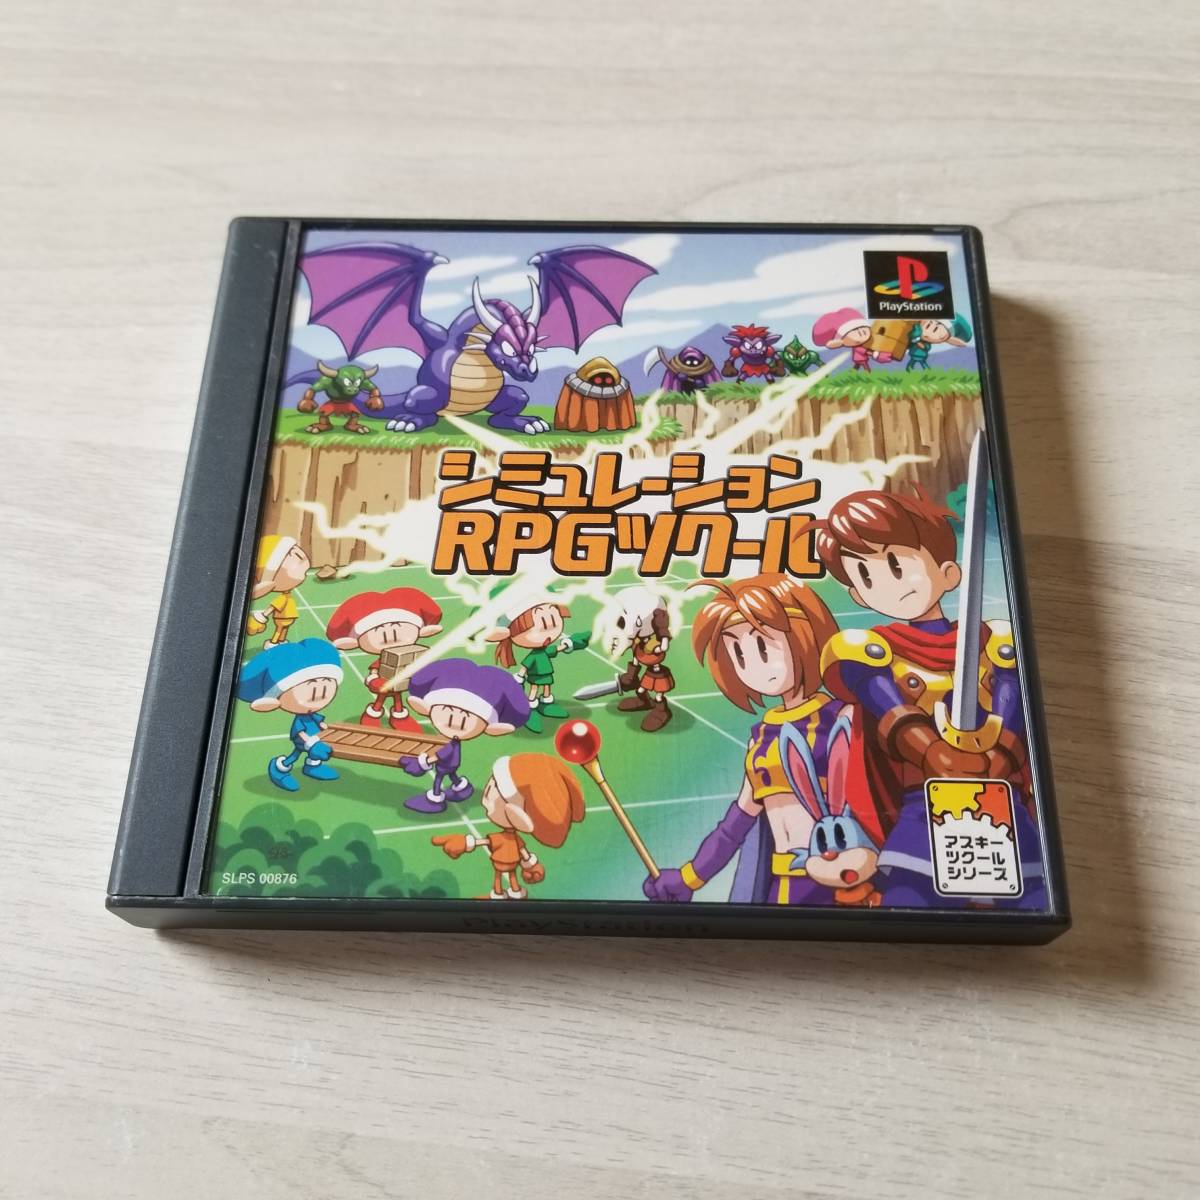 PlayStation
シミュレーション
RPGツクール
アスキー
ツクール
シリーズ
SLPS 00876
PlayStation